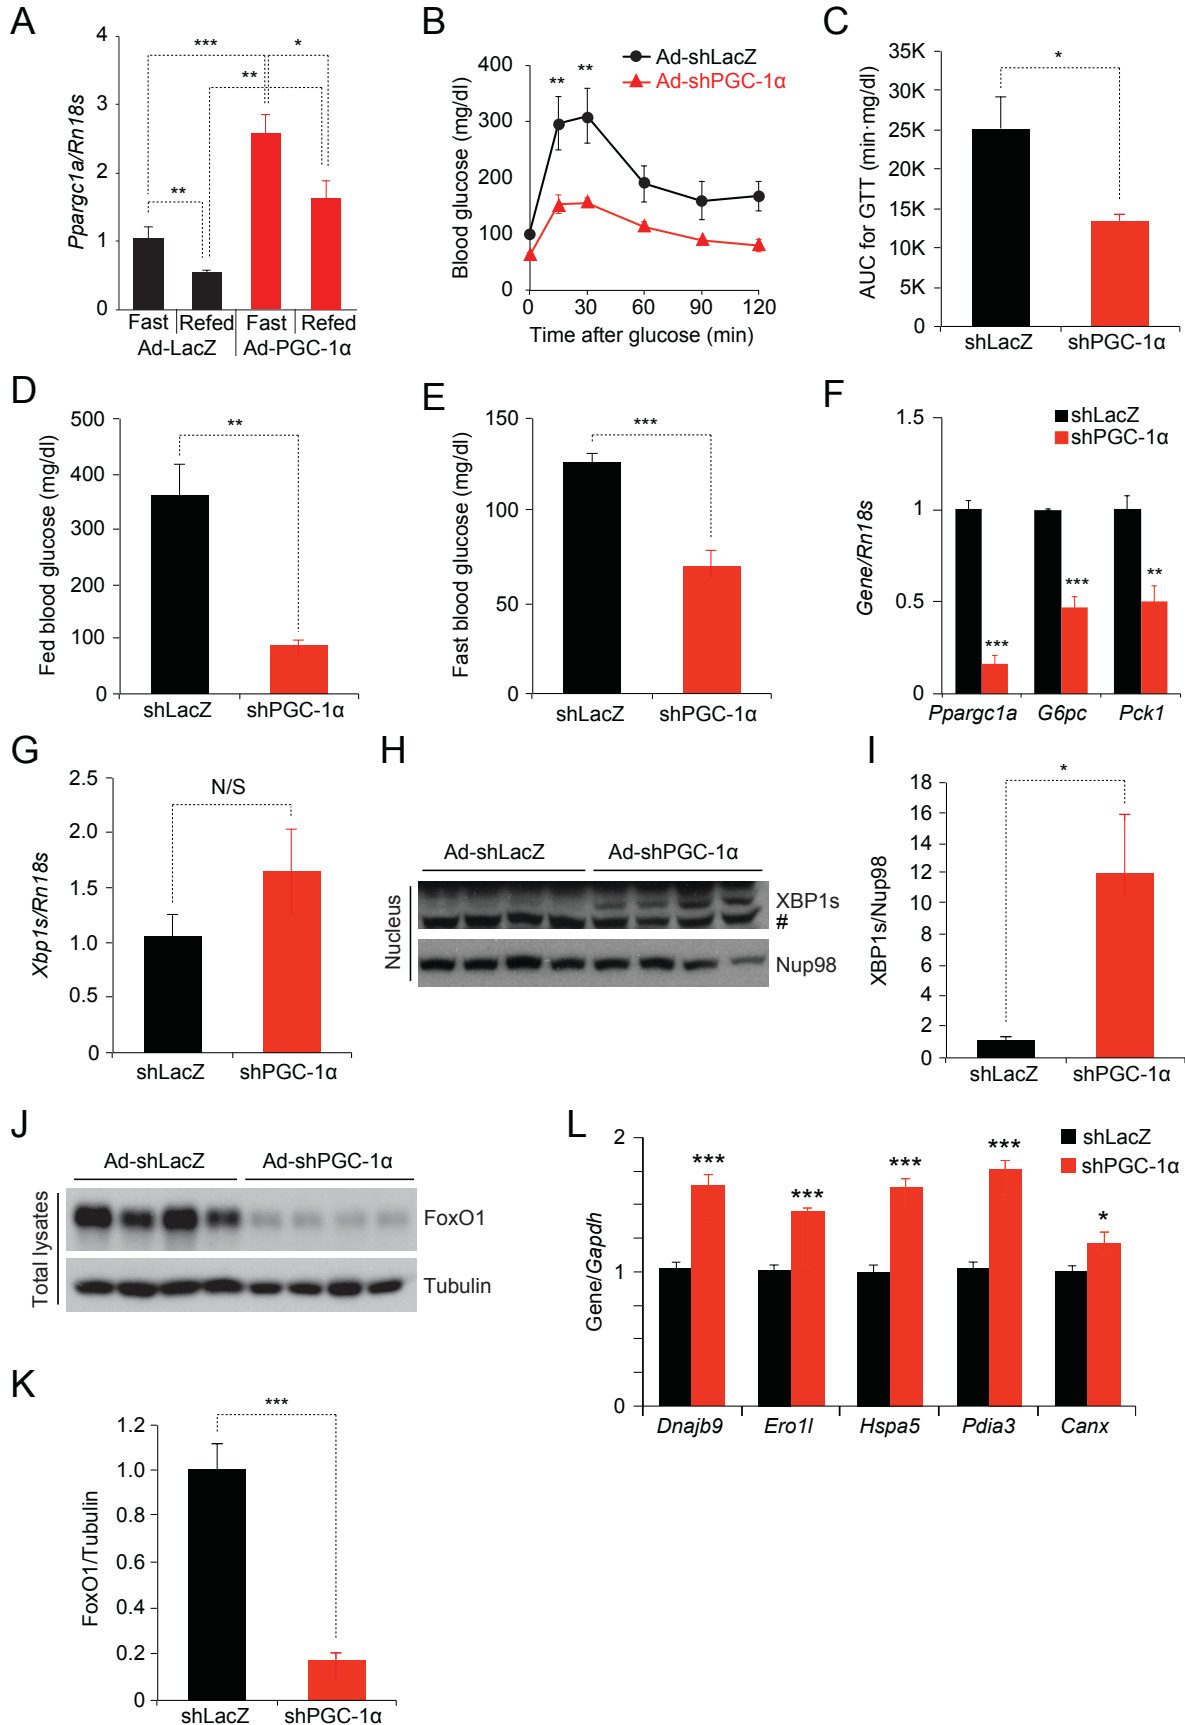 A
Ppargc1a/Rn18s
4
3
2
1
0
***
*
**
**
Fast Refed Fast Refed
Ad-LacZ Ad-PGC-1α
B
Blood glucose (mg/dl)
Ad-shLacZ
Ad-shPGC-1α
400
300
200
100
0
** **
0 30 60 90 120
Time after glucose (min)
C
AUC for GTT (min·mg/dl)
35K
30K
25K
20K
15K
10K
5K
0
*
shLacZ shPGC-1α
D
Fed blood glucose (mg/dl)
500
400
300
200
100
0
**
shLacZ shPGC-1α
E
Fast blood glucose (mg/dl)
150
100
50
0
***
shLacZ shPGC-1α
F
Gene/Rn18s
shLacZ
shPGC-1α
1.5
1
0.5
0
*** *** **
Ppargc1a G6pc Pck1
G
Xbp1s/Rn18s
2.5
2.0
1.5
1.0
0.5
0
N/S
shLacZ shPGC-1α
H
Ad-shLacZ Ad-shPGC-1α
Nucleus
XBP1s
#
Nup98
I
XBP1s/Nup98
18
16
14
12
10
8
6
4
2
0
*
shLacZ shPGC-1α
J
Ad-shLacZ Ad-shPGC-1α
Total lysates
FoxO1
Tubulin
L
Gene/Gapdh
shLacZ
shPGC-1α
2
1
0
*** *** *** *** *
Dnajb9 Ero1l Hspa5 Pdia3 Canx
K
FoxO1/Tubulin
1.2
1.0
0.8
0.6
0.4
0.2
0
***
shLacZ shPGC-1α